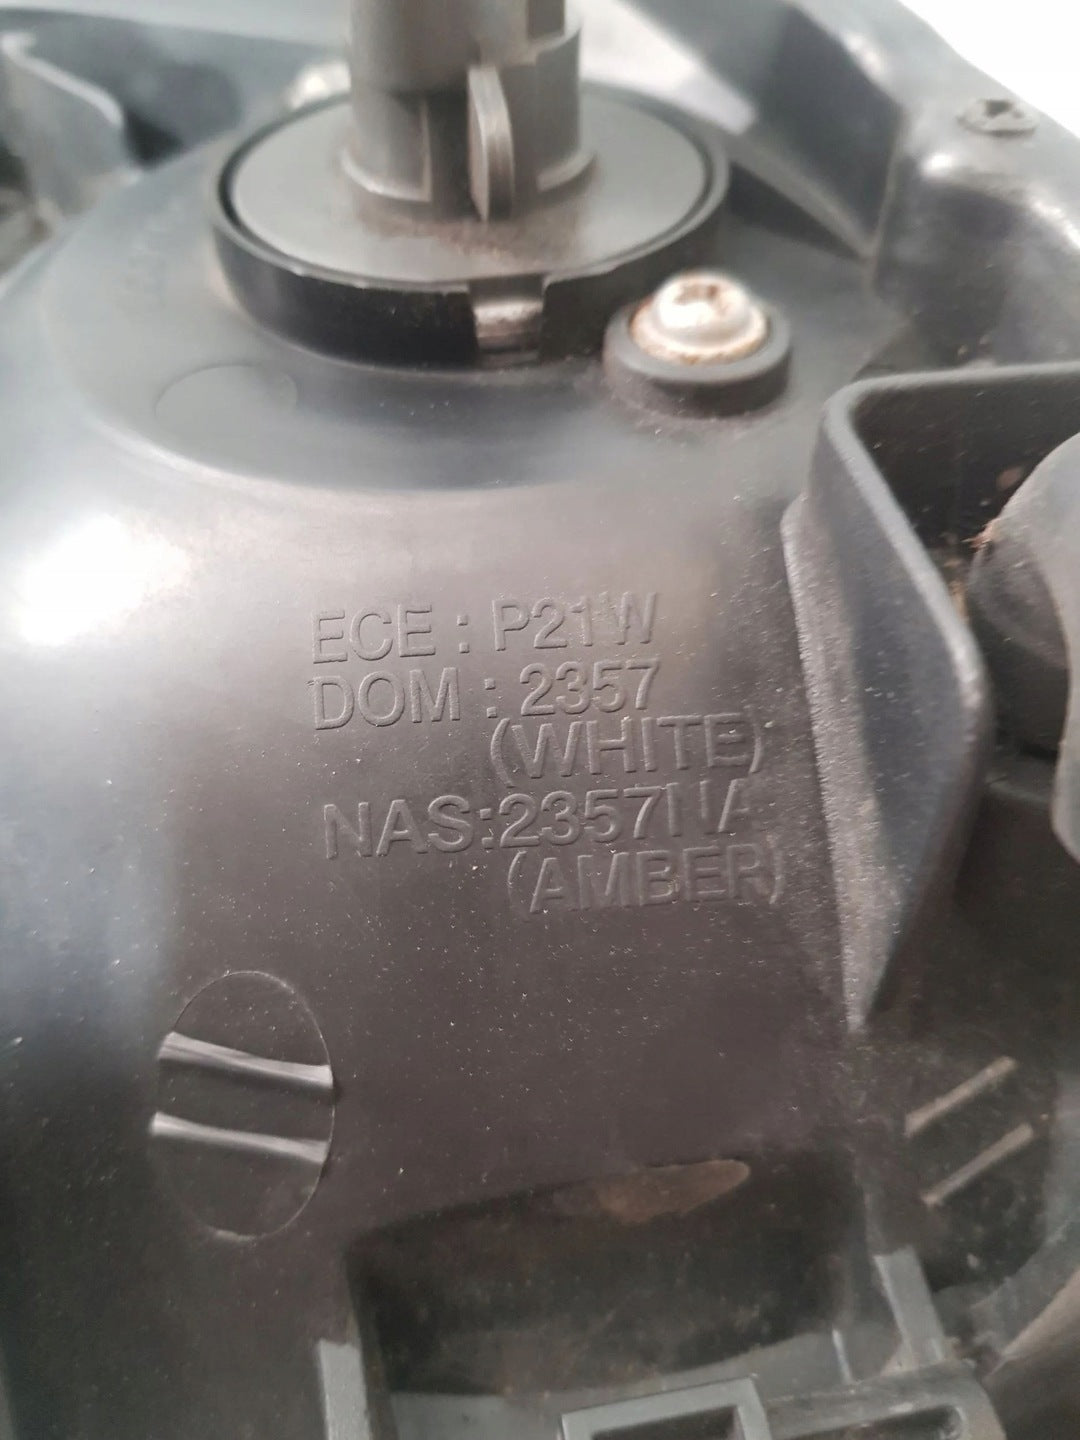 ECE : P21W
DOM : 2357
(WHITE)
NAS:2357NA
(AMBER)